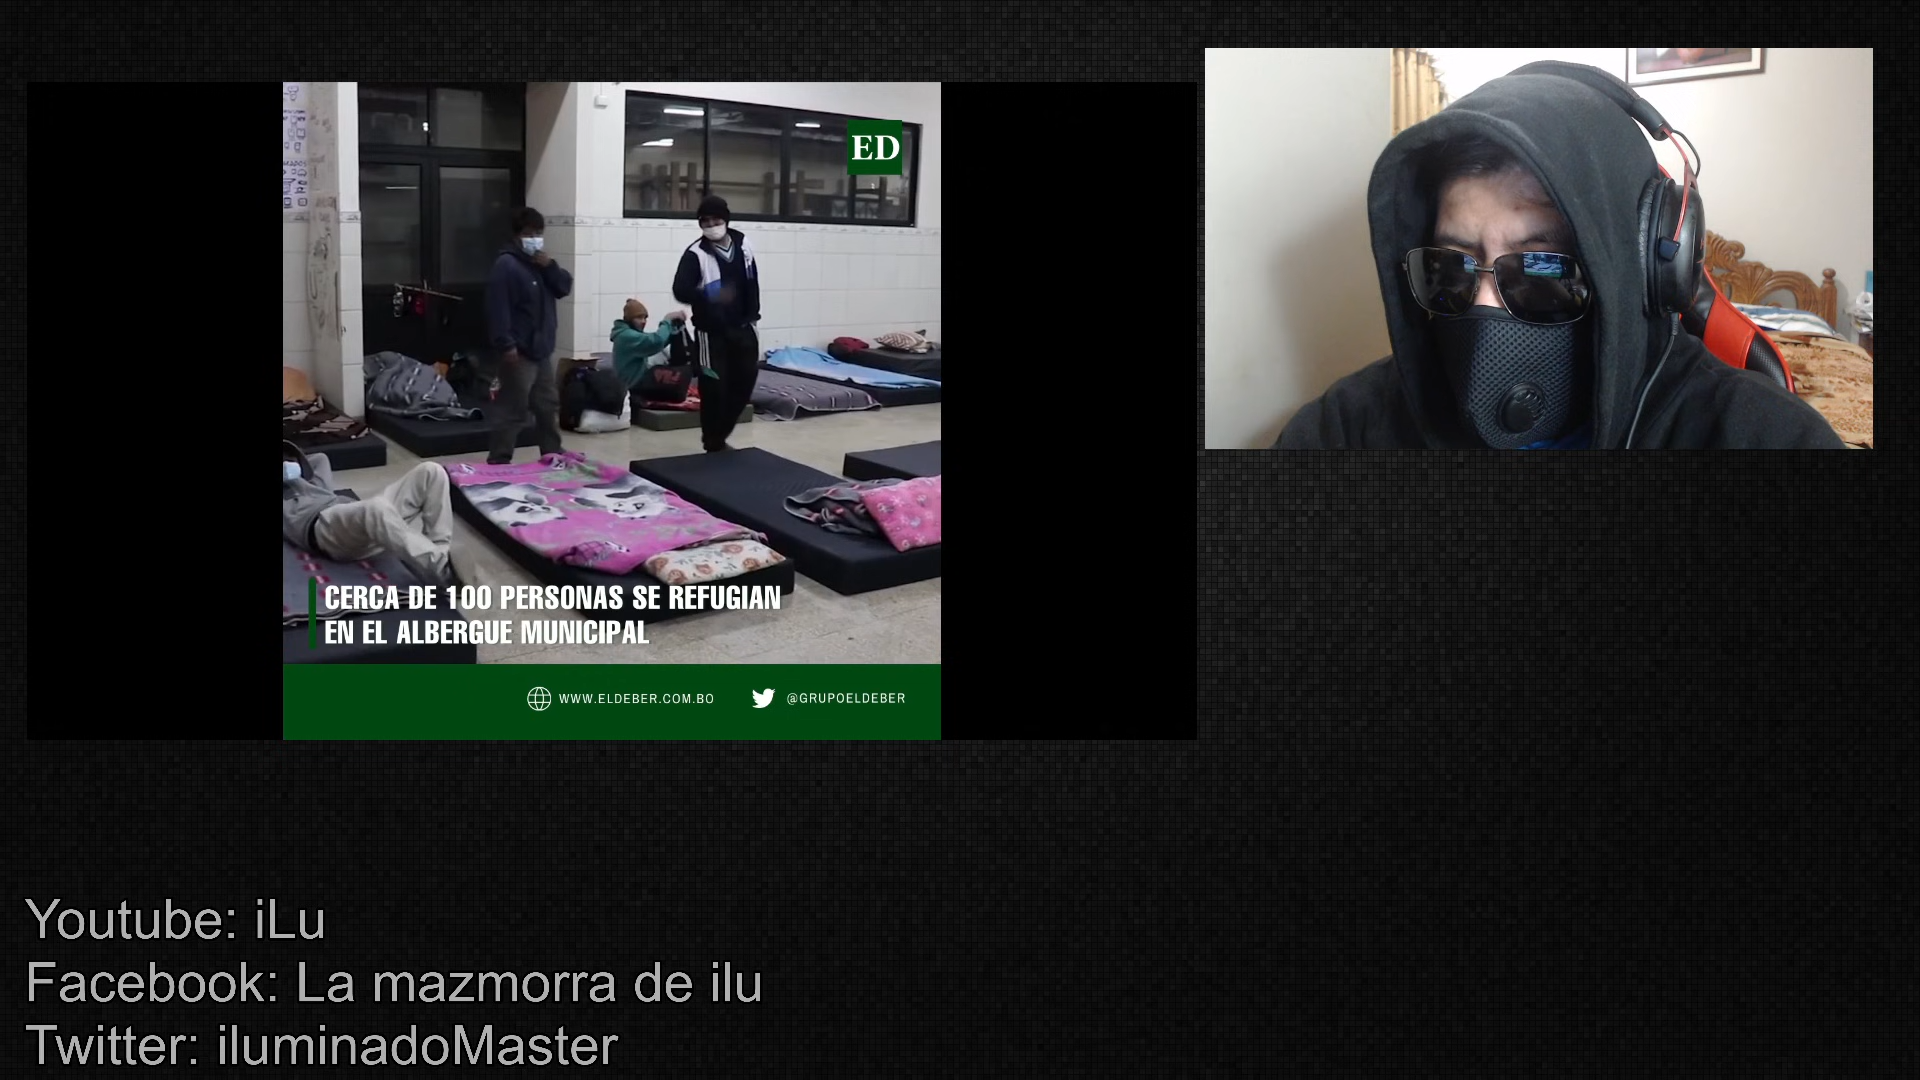 ED
CERCA DE 100 PERSONAS SE REFUGIAN
EN EL ALBERGUE MUNICIPAL
WWW.ELDEBER.COM.BO @GRUPOELDEBER
Youtube: iLu
Facebook: La mazmorra de ilu
Twitter: iluminadoMaster